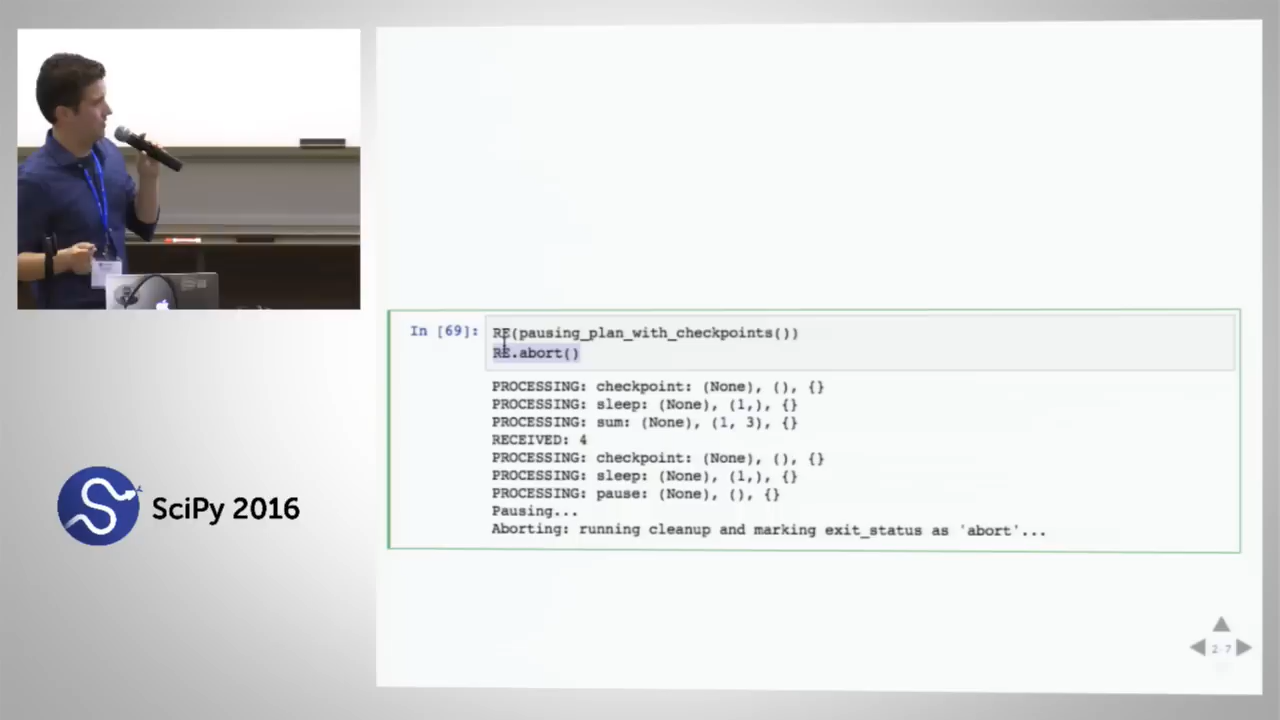 In [69]:
RE(pausing_plan_with_checkpoints())
RE.abort()
PROCESSING: checkpoint: (None), (), {}
PROCESSING: sleep: (None), (1,), {}
PROCESSING: sum: (None), (1, 3), {}
RECEIVED: 4
PROCESSING: checkpoint: (None), (), {}
PROCESSING: sleep: (None), (1,), {}
PROCESSING: pause: (None), (), {}
Pausing...
Aborting: running cleanup and marking exit_status as 'abort'...
SciPy 2016
2-7